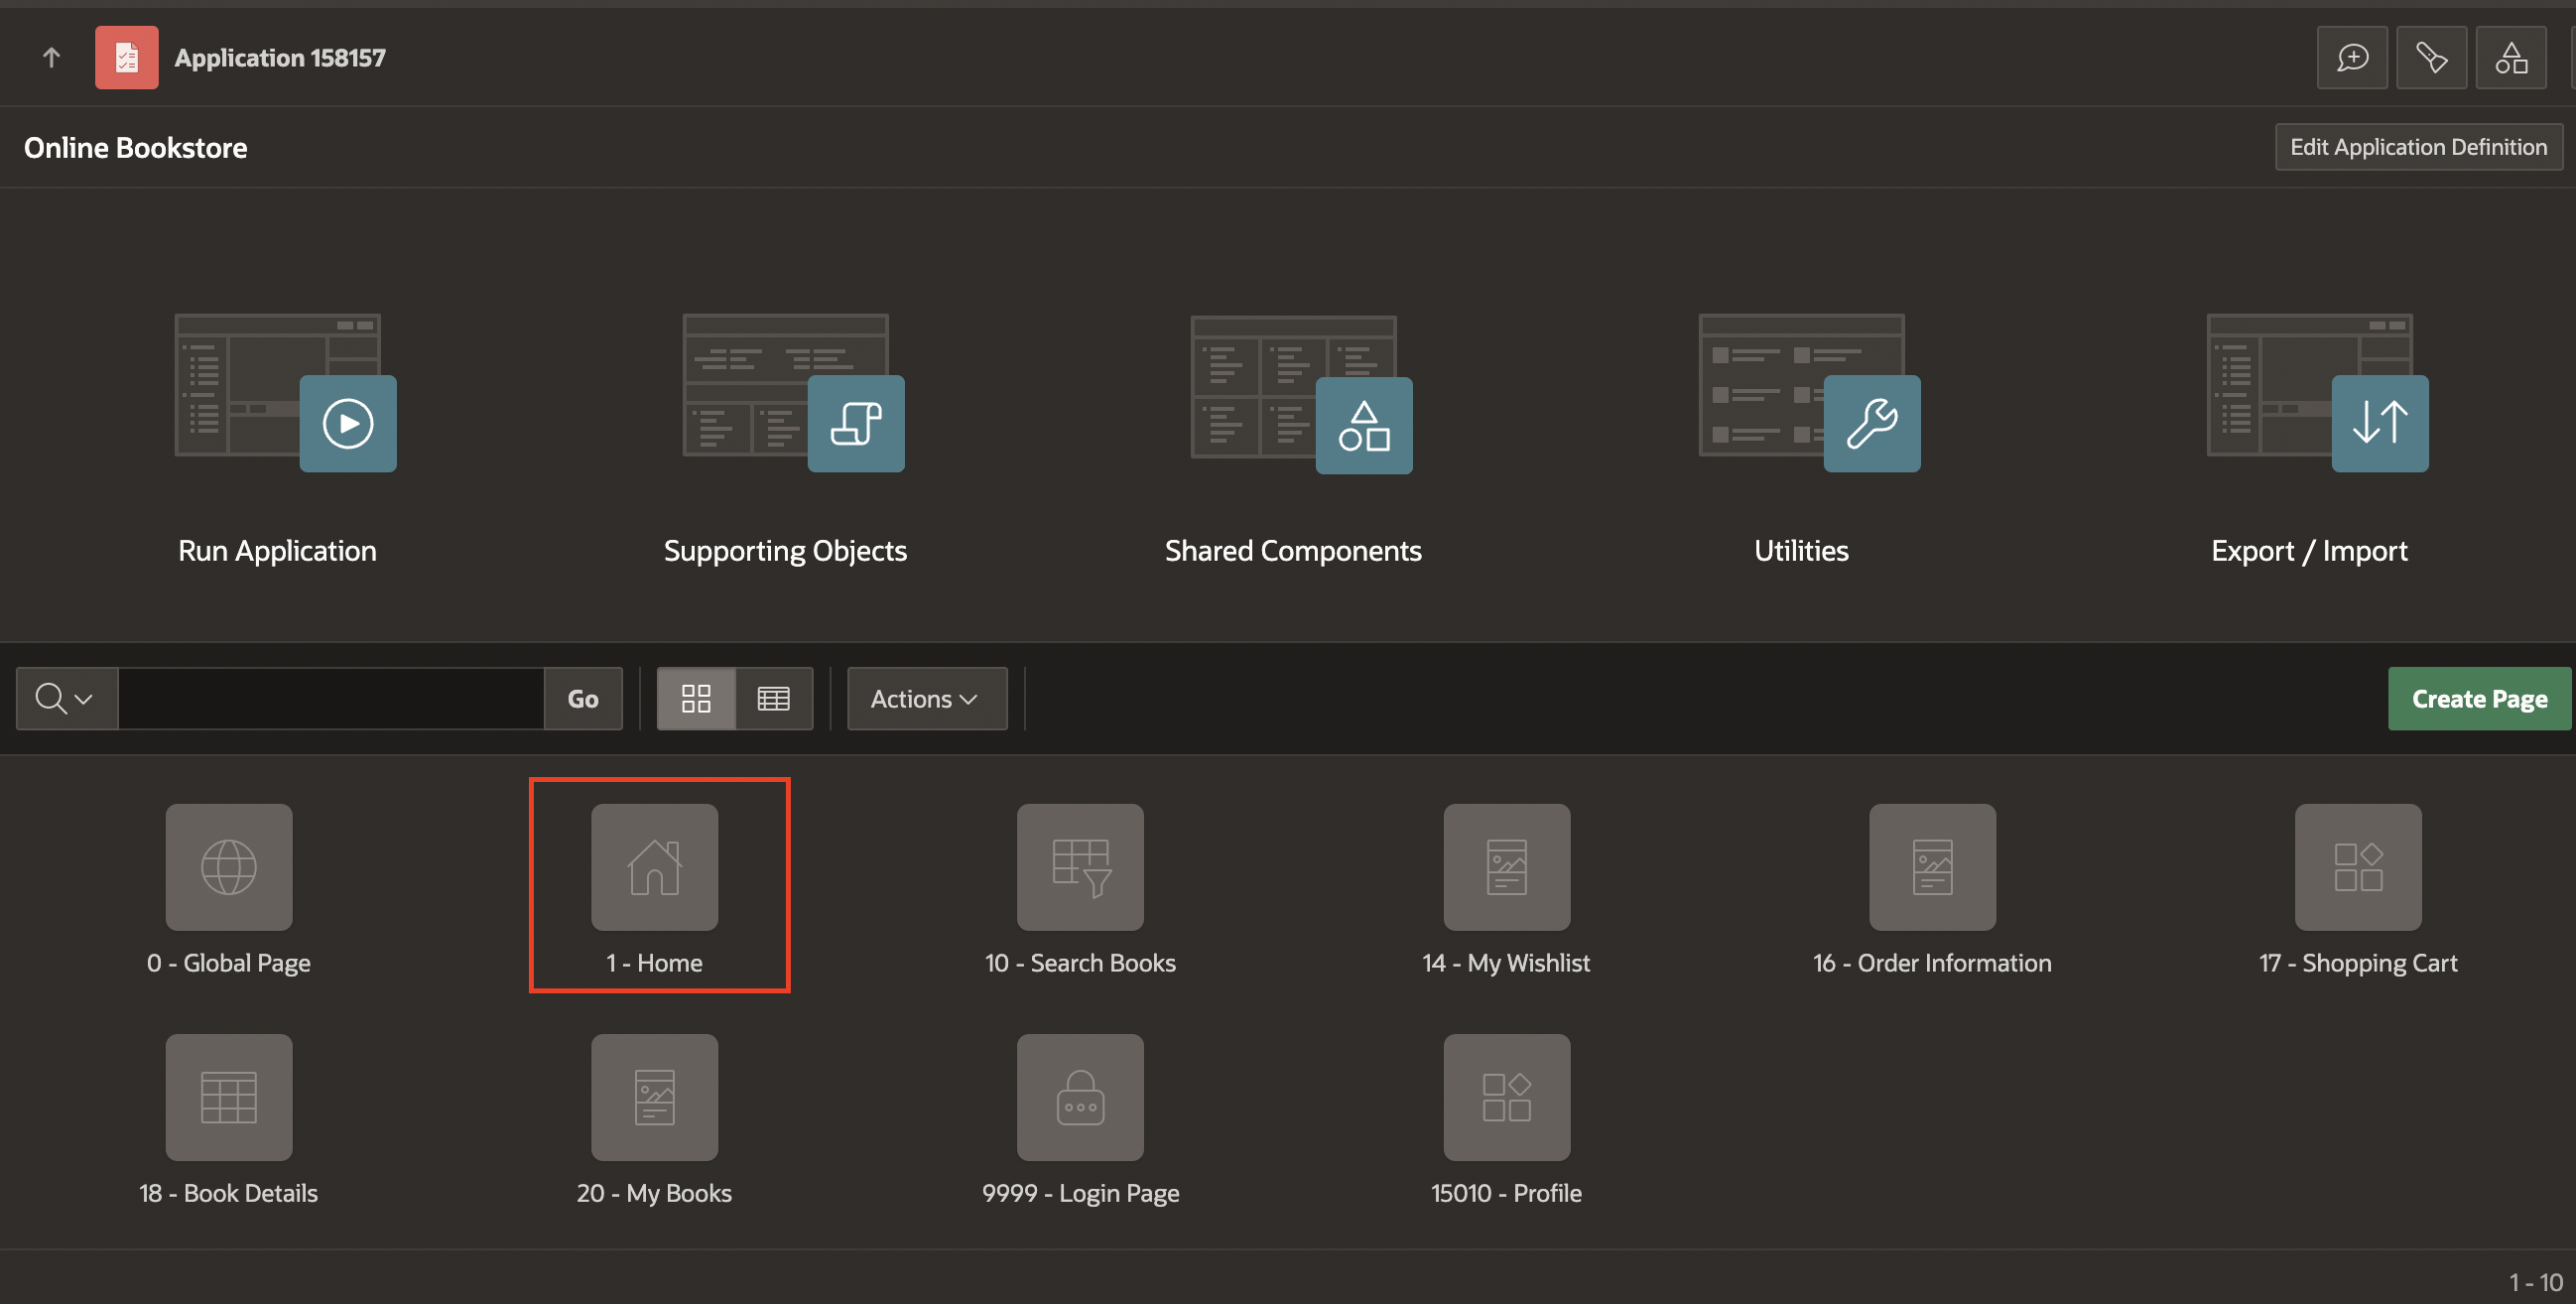 Application 158157
Online Bookstore
Edit Application Definition
Run Application
Supporting Objects
Shared Components
Utilities
Export / Import
Go
Actions
Create Page
0 - Global Page
1 - Home
10 - Search Books
14 - My Wishlist
16 - Order Information
17 - Shopping Cart
18 - Book Details
20 - My Books
9999 - Login Page
15010 - Profile
1 - 10